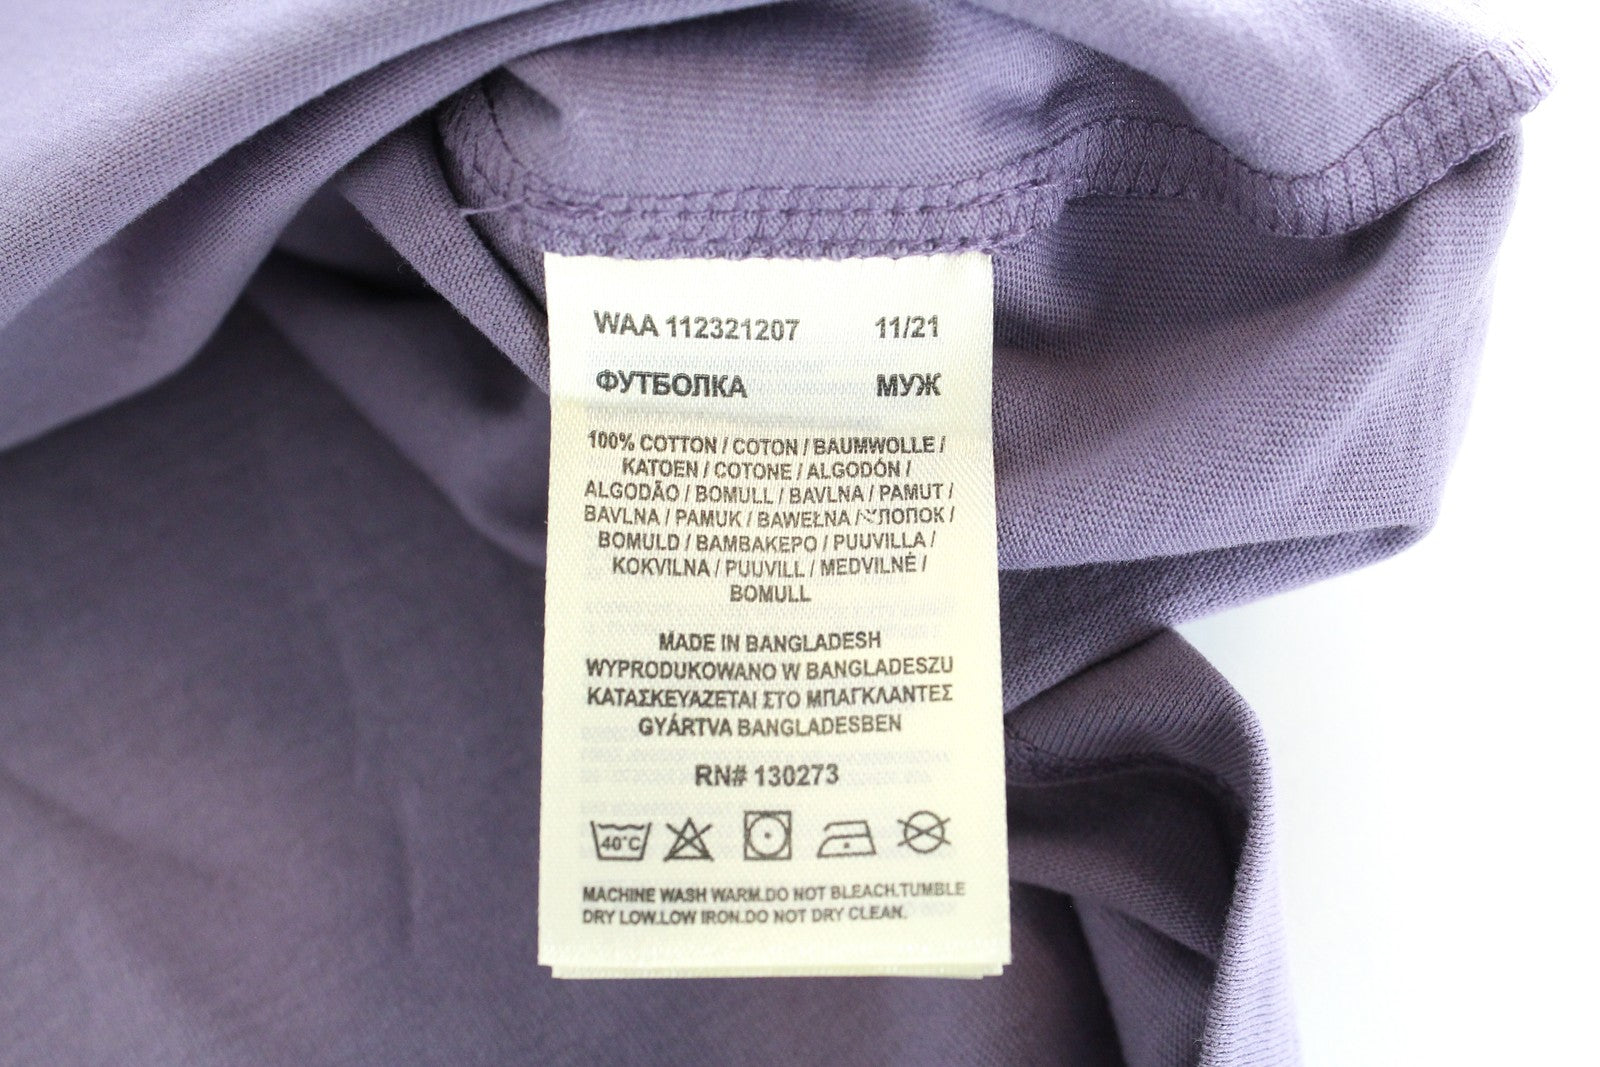 WAA 112321207 11/21
ФУТБОЛКА МУЖ
100% COTTON / COTON / BAUMWOLLE /
KATOEN / COTONE / ALGODÓN /
ALGODÃO / BOMULL / BAVLNA / PAMUT /
BAVLNA / PAMUK / BAWEŁNA / ХЛОПОК /
BOMULD / ΒΑΜΒΑΚΕΡΟ / PUUVILLA /
KOKVILNA / PUUVILL / MEDVILNĖ /
BOMULL
MADE IN BANGLADESH
WYPRODUKOWANO W BANGLADESZU
ΚΑΤΑΣΚΕΥΑΖΕΤΑΙ ΣΤΟ ΜΠΑΓΚΛΑΝΤΕΣ
GYÁRTVA BANGLADESBEN
RN# 130273
40°C
MACHINE WASH WARM.DO NOT BLEACH.TUMBLE
DRY LOW.LOW IRON.DO NOT DRY CLEAN.